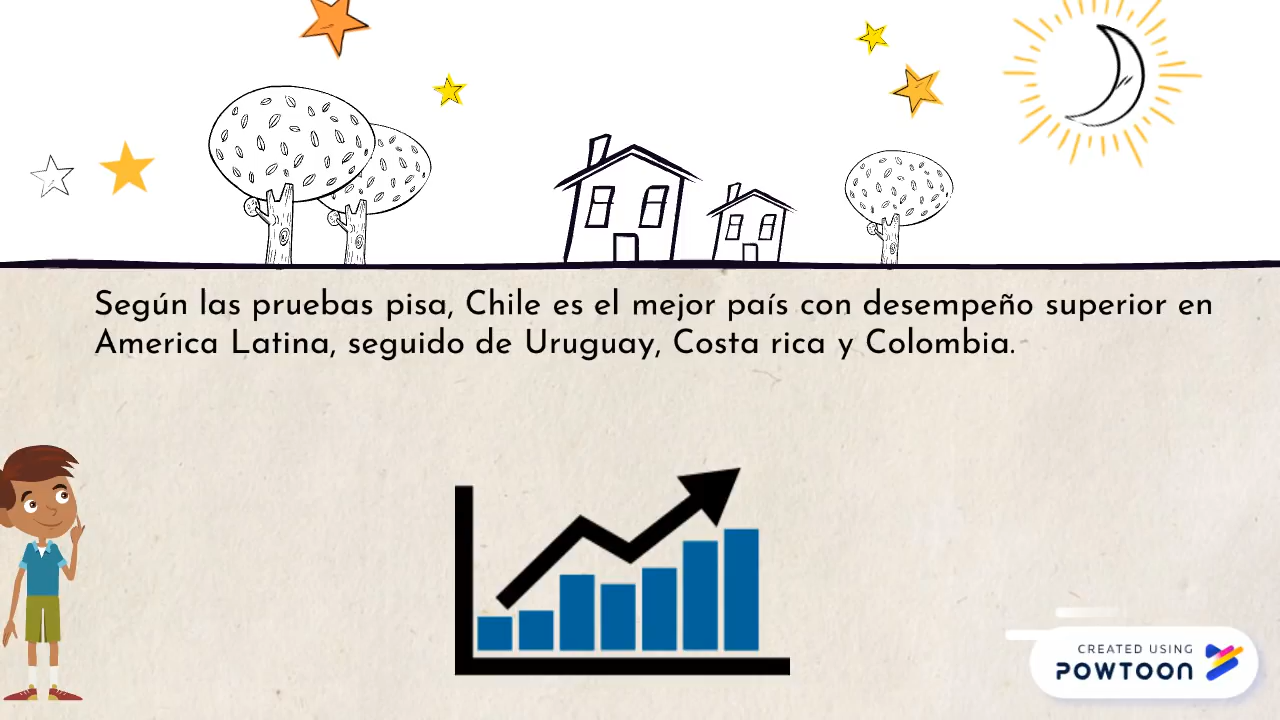 Según las pruebas pisa, Chile es el mejor país con desempeño superior en
America Latina, seguido de Uruguay, Costa rica y Colombia.
CREATED USING
POWTOON